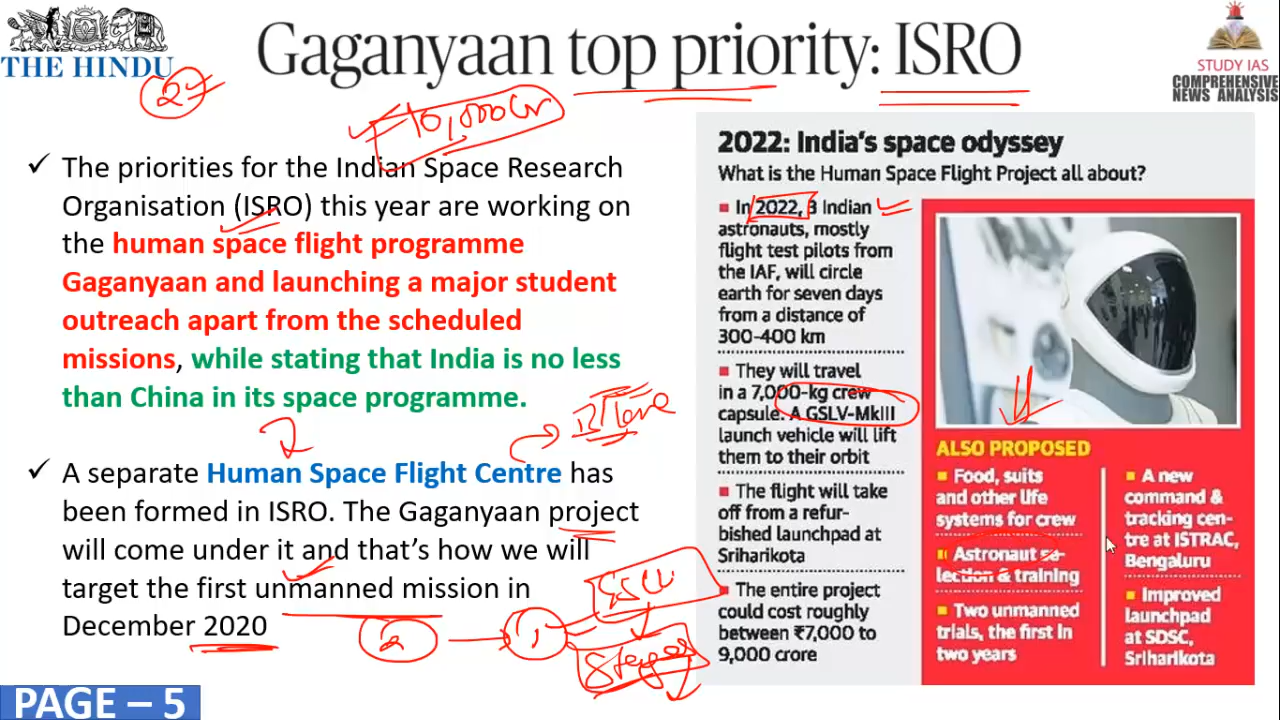 THE HINDU
Gaganyaan top priority: ISRO
STUDY IAS
COMPREHENSIVE
NEWS ANALYSIS
10,000 Cr
✓ The priorities for the Indian Space Research
Organisation (ISRO) this year are working on
the human space flight programme
Gaganyaan and launching a major student
outreach apart from the scheduled
missions, while stating that India is no less
than China in its space programme.
✓ A separate Human Space Flight Centre has
been formed in ISRO. The Gaganyaan project
will come under it and that's how we will
target the first unmanned mission in
December 2020
2022: India's space odyssey
What is the Human Space Flight Project all about?
In 2022, 3 Indian
astronauts, mostly
flight test pilots from
the IAF, will circle
earth for seven days
from a distance of
300-400 km
They will travel
in a 7,000-kg crew
capsule. A GSLV-MkIII
launch vehicle will lift
them to their orbit
The flight will take
off from a refur-
bished launchpad at
Sriharikota
The entire project
could cost roughly
between ₹7,000 to
9,000 crore
ALSO PROPOSED
Food, suits
and other life
systems for crew
Astronaut se-
lection & training
Two unmanned
trials, the first in
two years
A new
command &
tracking cen-
tre at ISTRAC,
Bengaluru
Improved
launchpad
at SDSC,
Sriharikota
PAGE – 5